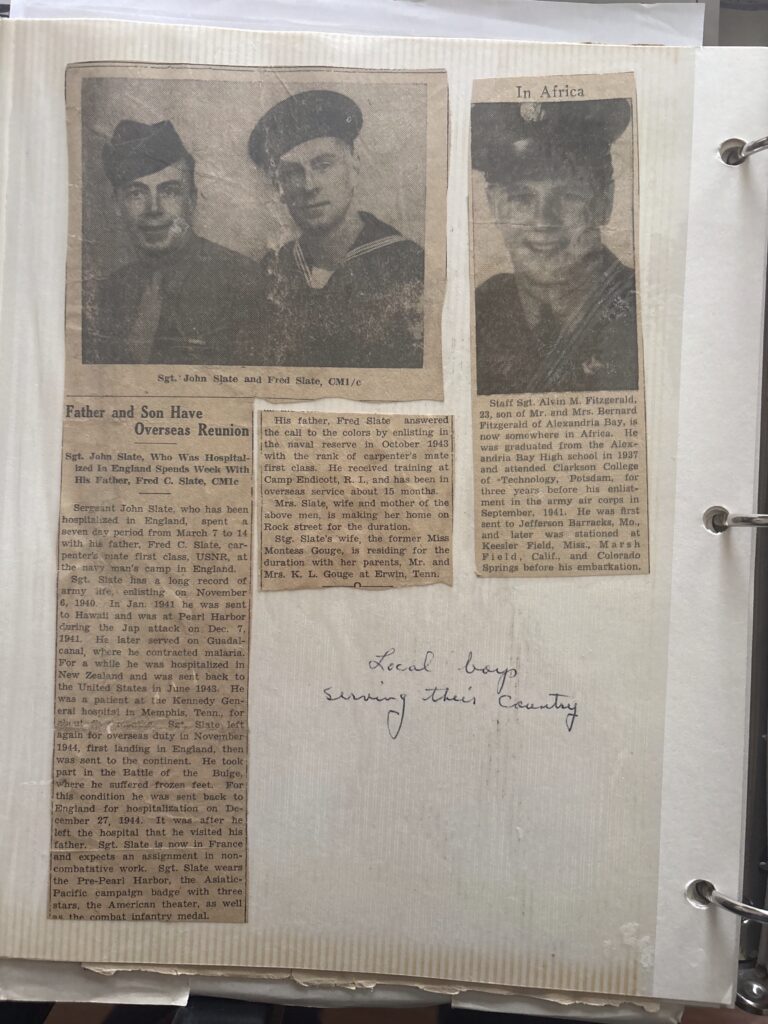 Sgt. John Slate and Fred Slate, CM1/c
Father and Son Have
Overseas Reunion
Sgt. John Slate, Who Was Hospital-
ized In England Spends Week With
His Father, Fred C. Slate, CM1c
Sergeant John Slate, who has been
hospitalized in England, spent a
seven day period from March 7 to 14
with his father, Fred C. Slate, car-
penter's mate first class, USNR, at
the navy man's camp in England.
Sgt. Slate has a long record of
army life, enlisting on November
6, 1940. In Jan. 1941 he was sent
to Hawaii and was at Pearl Harbor
during the Jap attack on Dec. 7,
1941. He later served on Guadal-
canal, where he contracted malaria.
For a while he was hospitalized in
New Zealand and was sent back to
the United States in June 1943. He
was a patient at the Kennedy Gen-
eral hospital in Memphis, Tenn., for
about months. Sgt. Slate left
again for overseas duty in November
1944, first landing in England, then
was sent to the continent. He took
part in the Battle of the Bulge,
where he suffered frozen feet. For
this condition he was sent back to
England for hospitalization on De-
cember 27, 1944. It was after he
left the hospital that he visited his
father. Sgt. Slate is now in France
and expects an assignment in non-
combatative work. Sgt. Slate wears
the Pre-Pearl Harbor, the Asiatic-
Pacific campaign badge with three
stars, the American theater, as well
as the combat infantry medal.
His father, Fred Slate answered
the call to the colors by enlisting in
the naval reserve in October 1943
with the rank of carpenter's mate
first class. He received training at
Camp Endicott, R. I., and has been in
overseas service about 15 months.
Mrs. Slate, wife and mother of the
above men, is making her home on
Rock street for the duration.
Stg. Slate's wife, the former Miss
Montess Gouge, is residing for the
duration with her parents, Mr. and
Mrs. K. L. Gouge at Erwin, Tenn.
In Africa
Staff Sgt. Alvin M. Fitzgerald,
23, son of Mr. and Mrs. Bernard
Fitzgerald of Alexandria Bay, is
now somewhere in Africa. He
was graduated from the Alex-
andria Bay High school in 1937
and attended Clarkson College
of Technology, Potsdam, for
three years before his enlist-
ment in the army air corps in
September, 1941. He was first
sent to Jefferson Barracks, Mo.,
and later was stationed at
Keesler Field, Miss., Marsh
Field, Calif., and Colorado
Springs before his embarkation.
Local boys
serving their Country